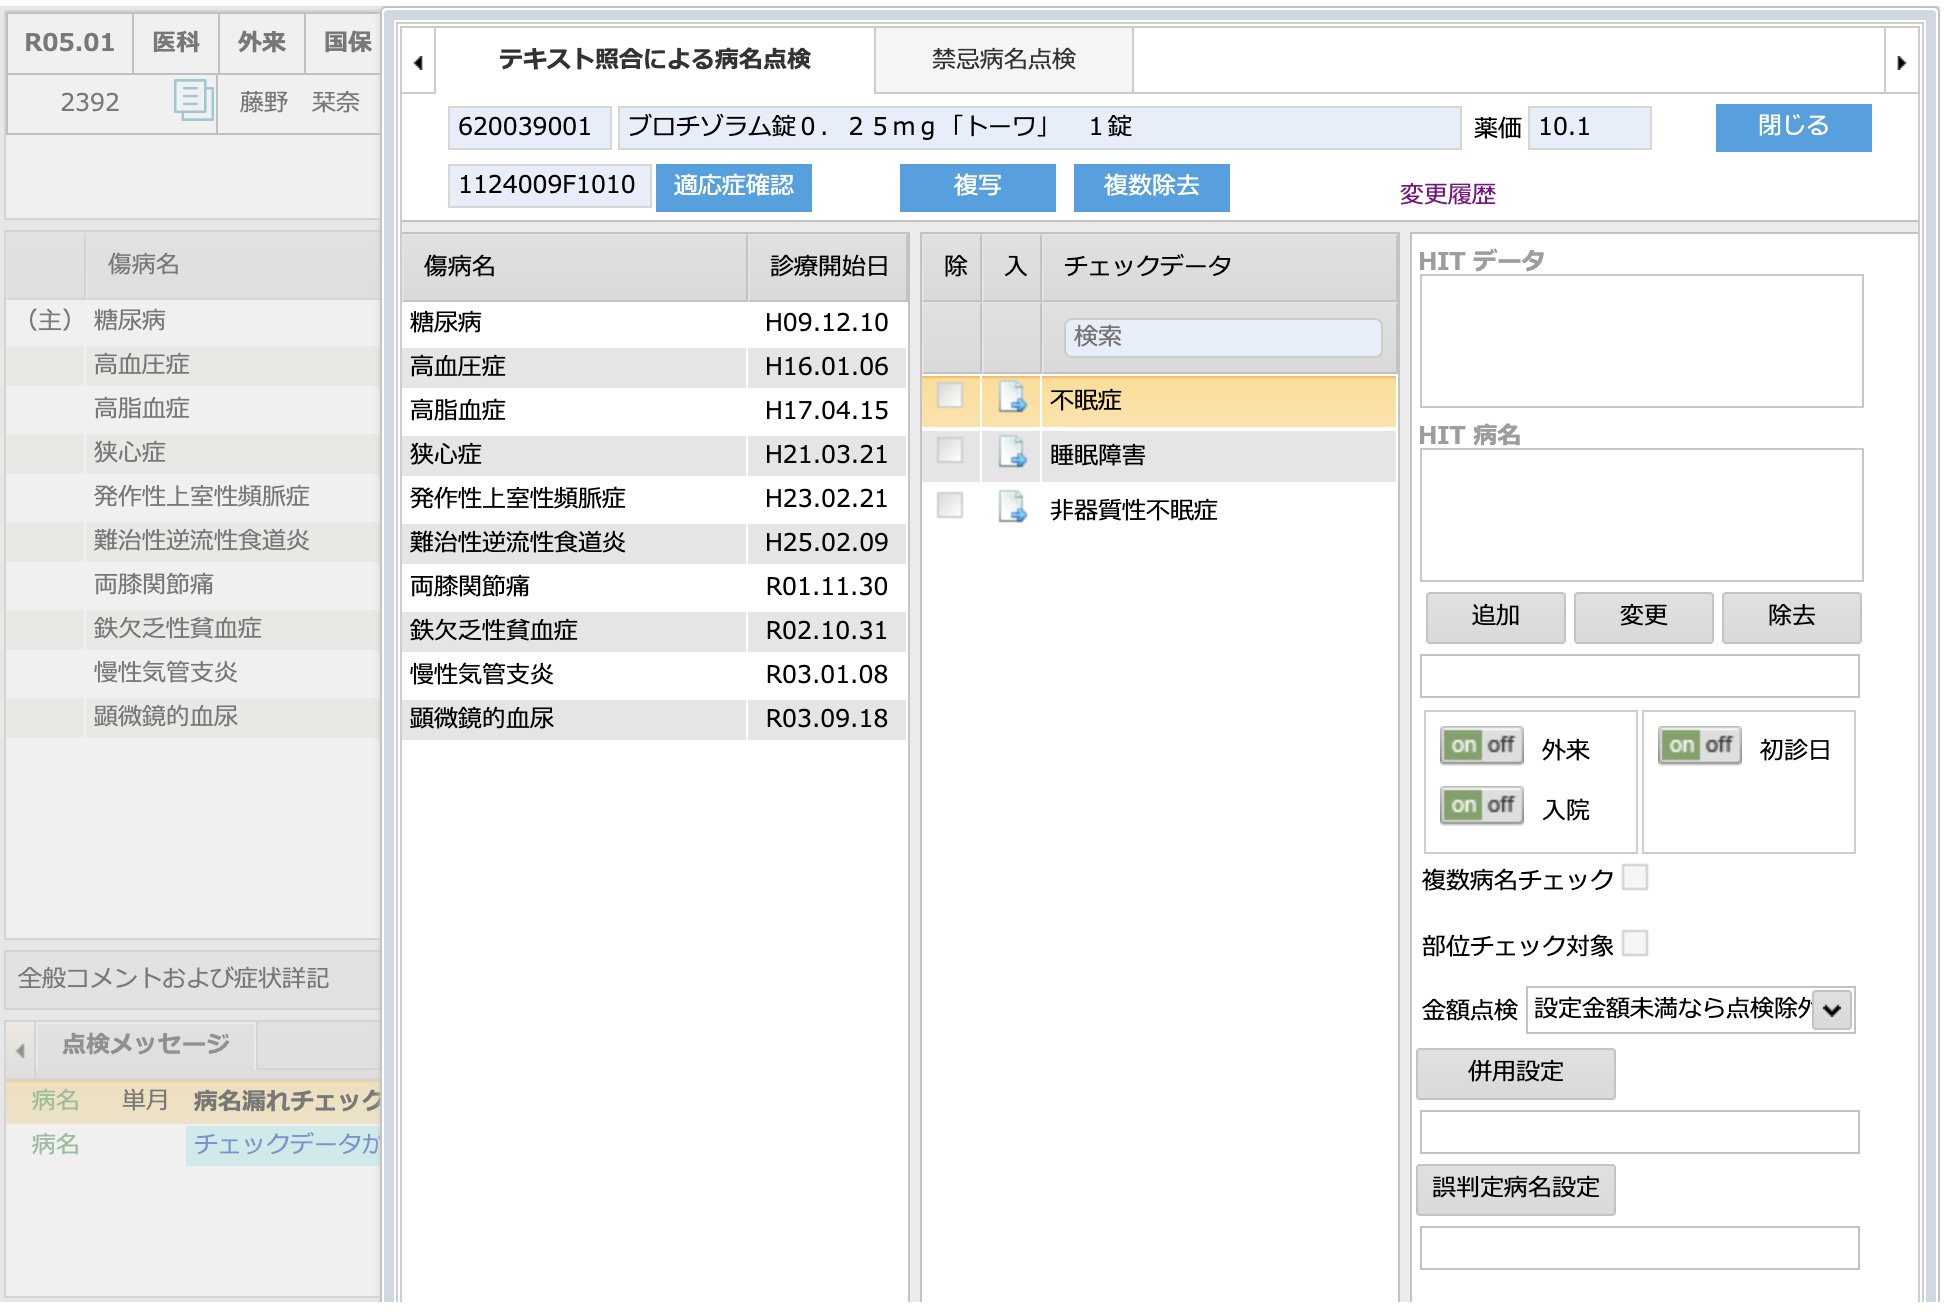 R05.01 医科 外来 国保
2392 藤野 栞奈
傷病名
（主） 糖尿病
高血圧症
高脂血症
狭心症
発作性上室性頻脈症
難治性逆流性食道炎
両膝関節痛
鉄欠乏性貧血症
慢性気管支炎
顕微鏡的血尿
全般コメントおよび症状詳記
点検メッセージ
病名 単月 病名漏れチェック
病名 チェックデータが
テキスト照合による病名点検 禁忌病名点検
620039001 ブロチゾラム錠０．２５ｍｇ「トーワ」　１錠 薬価 10.1 閉じる
1124009F1010 適応症確認 複写 複数除去 変更履歴
傷病名 診療開始日
糖尿病 H09.12.10
高血圧症 H16.01.06
高脂血症 H17.04.15
狭心症 H21.03.21
発作性上室性頻脈症 H23.02.21
難治性逆流性食道炎 H25.02.09
両膝関節痛 R01.11.30
鉄欠乏性貧血症 R02.10.31
慢性気管支炎 R03.01.08
顕微鏡的血尿 R03.09.18
除 入 チェックデータ
検索
不眠症
睡眠障害
非器質性不眠症
HIT データ
HIT 病名
追加 変更 除去
on off 外来 on off 初診日
on off 入院
複数病名チェック
部位チェック対象
金額点検 設定金額未満なら点検除外
併用設定
誤判定病名設定